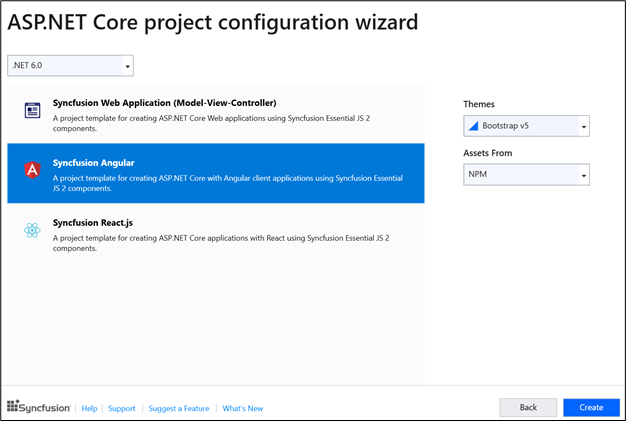 ASP.NET Core project configuration wizard
.NET 6.0
Syncfusion Web Application (Model-View-Controller)
A project template for creating ASP.NET Core Web applications using Syncfusion Essential JS 2
components.
Syncfusion Angular
A project template for creating ASP.NET Core with Angular client applications using Syncfusion Essential
JS 2 components.
Syncfusion React.js
A project template for creating ASP.NET Core applications with React using Syncfusion Essential JS 2
components.
Themes
Bootstrap v5
Assets From
NPM
Syncfusion | Help | Support | Suggest a Feature | What's New
Back
Create